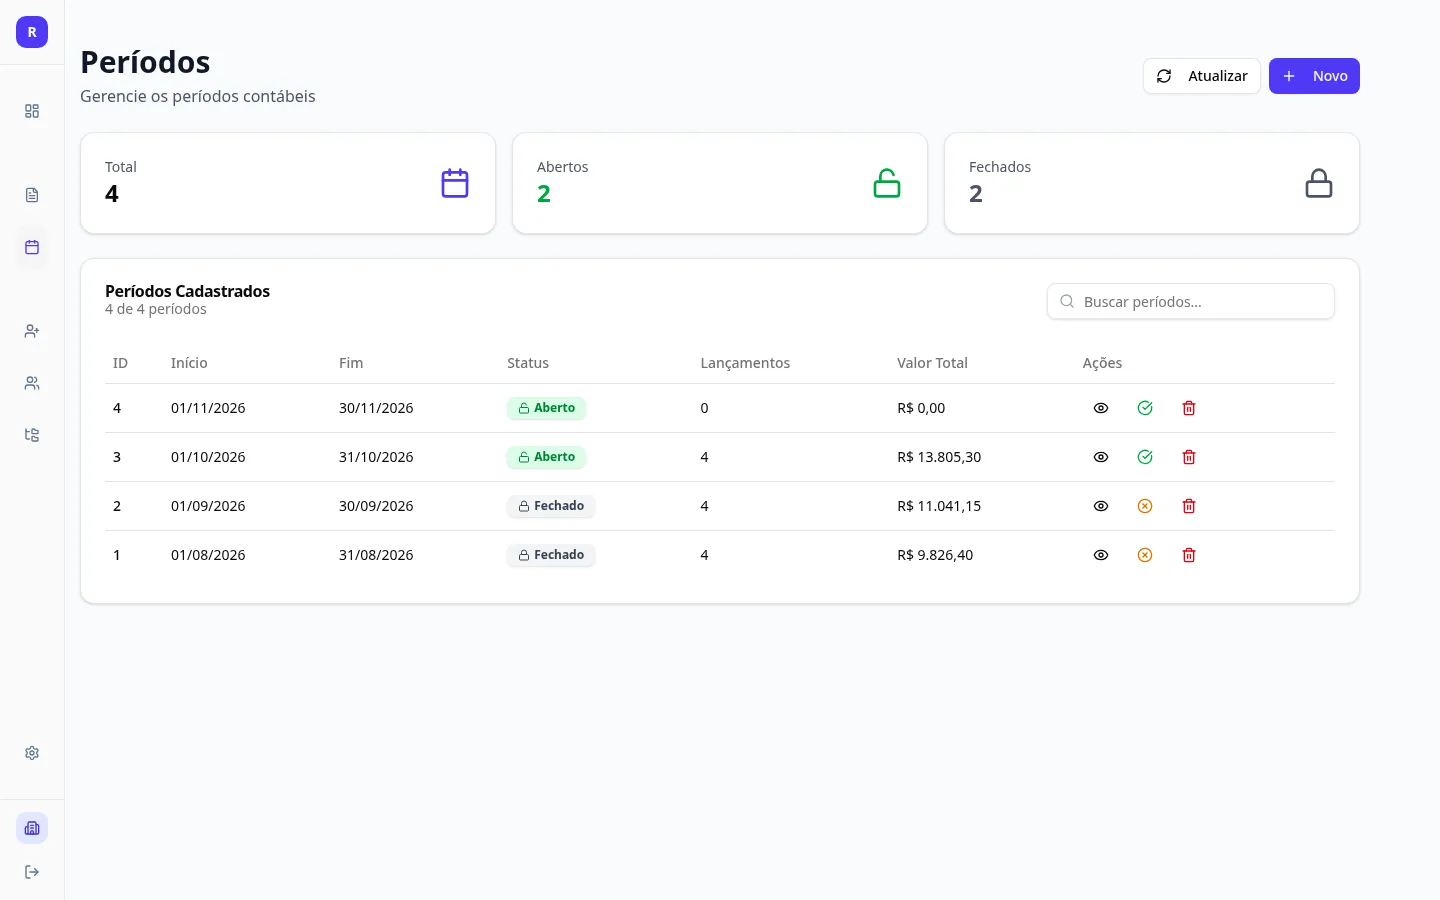 R
Períodos
Gerencie os períodos contábeis
Atualizar
Novo
Total
4
Abertos
2
Fechados
2
Períodos Cadastrados
4 de 4 períodos
Buscar períodos...
ID Início Fim Status Lançamentos Valor Total Ações
4 01/11/2026 30/11/2026 Aberto 0 R$ 0,00
3 01/10/2026 31/10/2026 Aberto 4 R$ 13.805,30
2 01/09/2026 30/09/2026 Fechado 4 R$ 11.041,15
1 01/08/2026 31/08/2026 Fechado 4 R$ 9.826,40